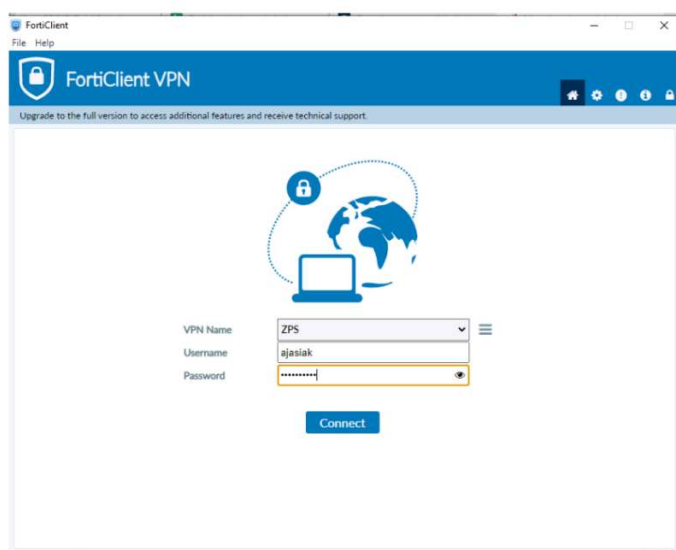 FortiClient
File Help
FortiClient VPN
Upgrade to the full version to access additional features and receive technical support.
VPN Name ZPS
Username ajasiak
Password ••••••••••
Connect